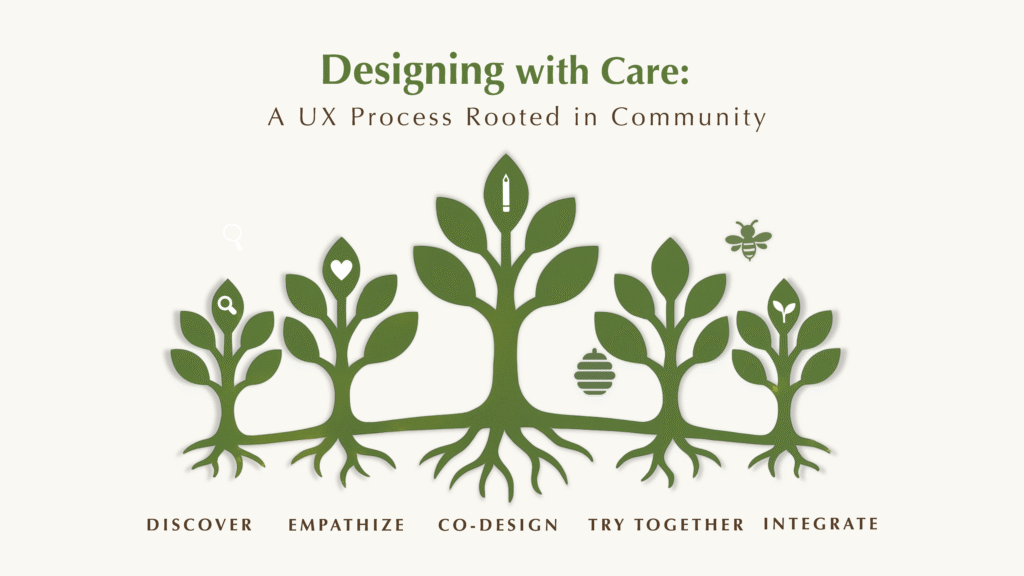 Designing with Care:
A UX Process Rooted in Community
DISCOVER
EMPATHIZE
CO-DESIGN
TRY TOGETHER
INTEGRATE